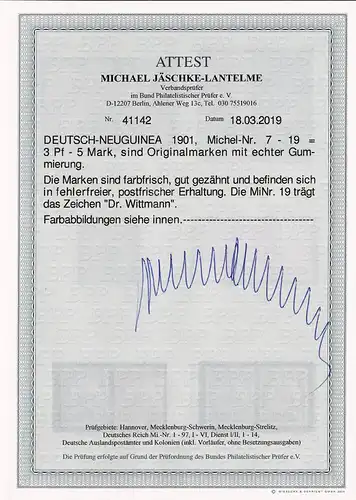 ATTEST
MICHAEL JÄSCHKE-LANTELME
Verbandsprüfer
im Bund Philatelistischer Prüfer e. V.
D-12207 Berlin, Ahlener Weg 13c, Tel. 030 75519016
Nr. 41142 Datum 18.03.2019
DEUTSCH-NEUGUINEA 1901, Michel-Nr. 7 - 19 =
3 Pf - 5 Mark, sind Originalmarken mit echter Gum-
mierung.
Die Marken sind farbfrisch, gut gezähnt und befinden sich
in fehlerfreier, postfrischer Erhaltung. Die MiNr. 19 trägt
das Zeichen "Dr. Wittmann".
Farbabbildungen siehe innen.
Prüfgebiete: Hannover, Mecklenburg-Schwerin, Mecklenburg-Strelitz,
Deutsches Reich Mi.-Nr. 1 - 97, I - VI, Dienst I/II, 1 - 14,
Deutsche Auslandspostämter und Kolonien (inkl. Vorläufer, ohne Besetzungsausgaben)
Die Prüfung erfolgte auf Grund der Prüfordnung des Bundes Philatelistischer Prüfer e. V.